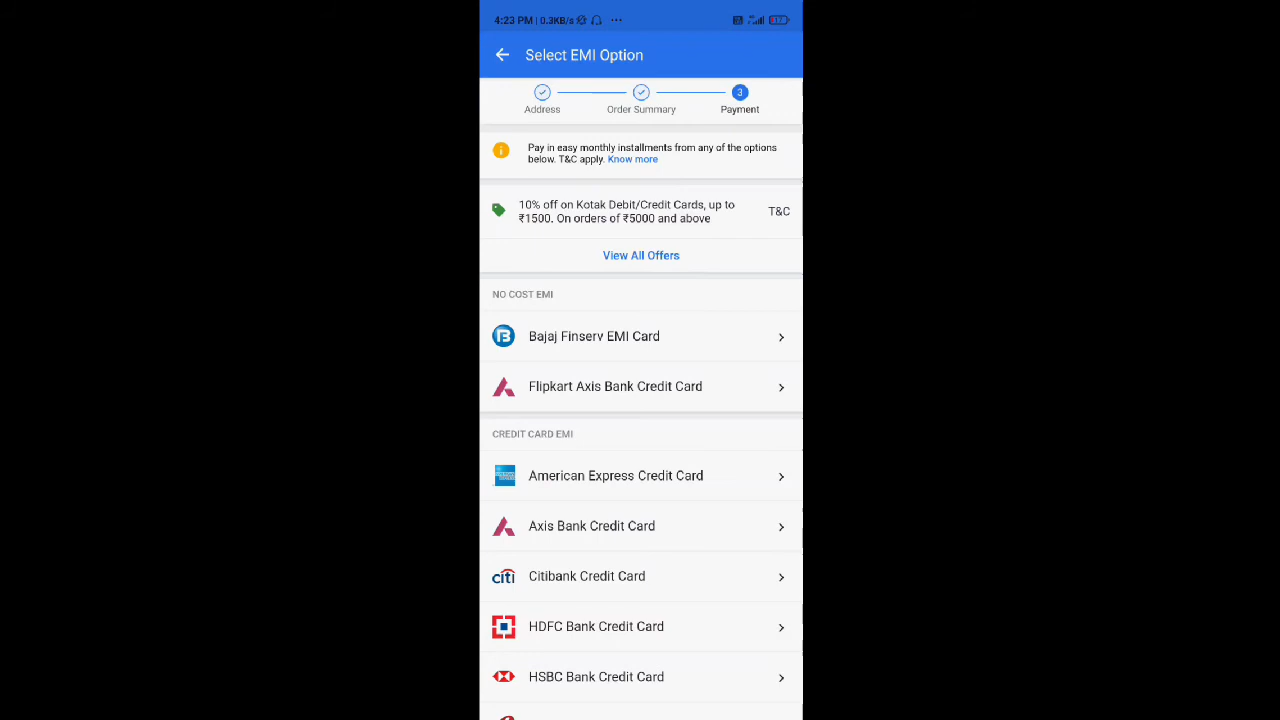 4:23 PM | 0.3KB/s
Select EMI Option
3
Address
Order Summary
Payment
Pay in easy monthly installments from any of the options
below. T&C apply. Know more
10% off on Kotak Debit/Credit Cards, up to
₹1500. On orders of ₹5000 and above
T&C
View All Offers
NO COST EMI
Bajaj Finserv EMI Card
Flipkart Axis Bank Credit Card
CREDIT CARD EMI
American Express Credit Card
Axis Bank Credit Card
citi Citibank Credit Card
HDFC Bank Credit Card
HSBC Bank Credit Card